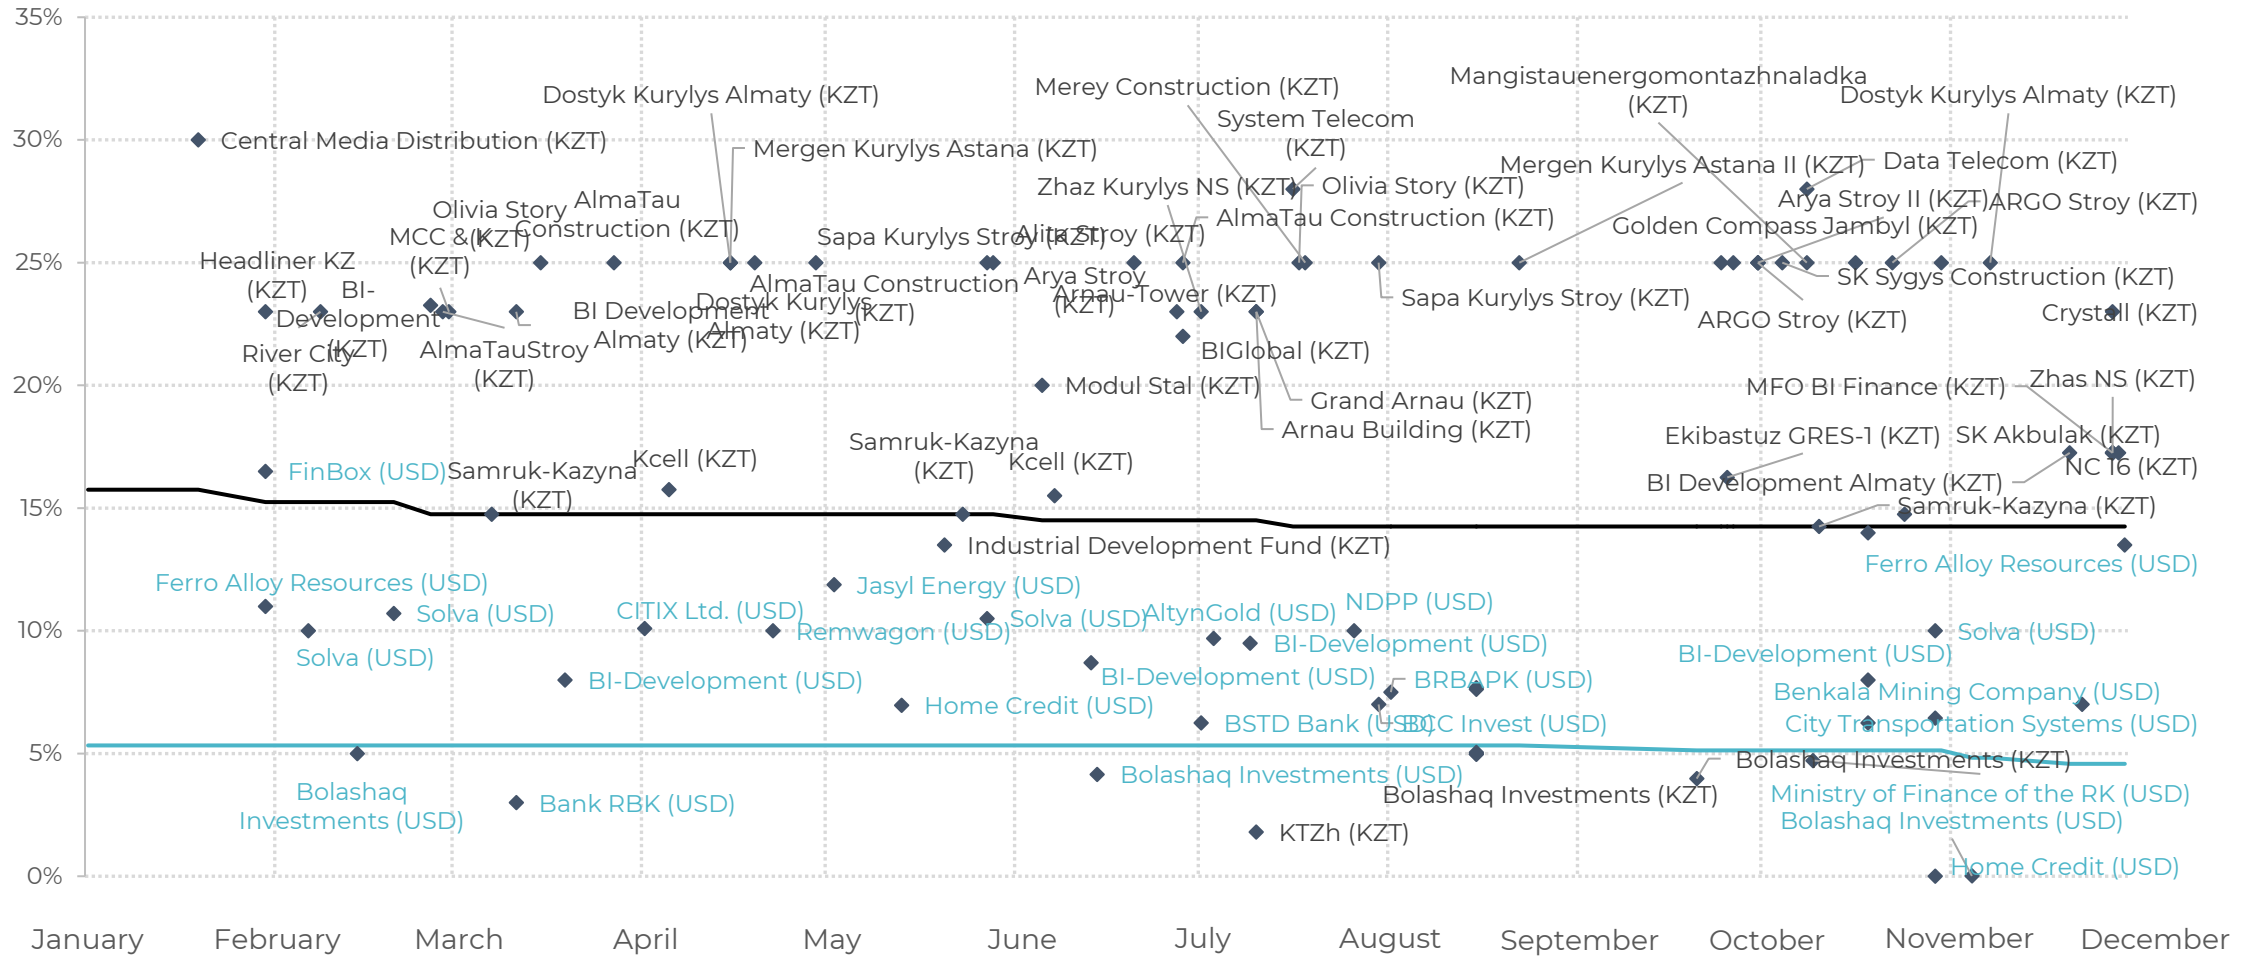 35%
Dostyk Kurylys Almaty (KZT)
Merey Construction (KZT)
Mangistauenergomontazhnaladka
(KZT)
Dostyk Kurylys Almaty (KZT)
30%
Central Media Distribution (KZT)
Mergen Kurylys Astana (KZT)
System Telecom
(KZT)
Mergen Kurylys Astana II (KZT)
Data Telecom (KZT)
Zhaz Kurylys NS (KZT)
Olivia Story (KZT)
Olivia Story
(KZT)
AlmaTau
Construction (KZT)
AlmaTau Construction (KZT)
Arya Stroy II (KZT)
ARGO Stroy (KZT)
MCC & K
(KZT)
Sapa Kurylys Stroy (KZT)
Alita Stroy (KZT)
Golden Compass Jambyl (KZT)
25%
Headliner KZ
(KZT)
BI-
Development
(KZT)
AlmaTau Construction
(KZT)
Arya Stroy
(KZT)
Arnau-Tower (KZT)
Sapa Kurylys Stroy (KZT)
SK Sygys Construction (KZT)
BI Development
Almaty (KZT)
Dostyk Kurylys
Almaty (KZT)
ARGO Stroy (KZT)
Crystall (KZT)
River City
(KZT)
AlmaTauStroy
(KZT)
BIGlobal (KZT)
20%
Modul Stal (KZT)
Grand Arnau (KZT)
Arnau Building (KZT)
MFO BI Finance (KZT)
Zhas NS (KZT)
Ekibastuz GRES-1 (KZT)
SK Akbulak (KZT)
NC 16 (KZT)
FinBox (USD)
Samruk-Kazyna
(KZT)
Kcell (KZT)
Samruk-Kazyna
(KZT)
Kcell (KZT)
BI Development Almaty (KZT)
15%
Samruk-Kazyna (KZT)
Industrial Development Fund (KZT)
Ferro Alloy Resources (USD)
Ferro Alloy Resources (USD)
Solva (USD)
CITIX Ltd. (USD)
Jasyl Energy (USD)
AltynGold (USD)
NDPP (USD)
10%
Remwagon (USD)
Solva (USD)
BI-Development (USD)
Solva (USD)
Solva (USD)
BI-Development (USD)
BI-Development (USD)
BI-Development (USD)
BRBAPK (USD)
Benkala Mining Company (USD)
Home Credit (USD)
BSTD Bank (USD)
BCC Invest (USD)
City Transportation Systems (USD)
5%
Bolashaq Investments (KZT)
Bolashaq
Investments (USD)
Bank RBK (USD)
Bolashaq Investments (USD)
Bolashaq Investments (KZT)
Ministry of Finance of the RK (USD)
Bolashaq Investments (USD)
KTZh (KZT)
0%
Home Credit (USD)
January
February
March
April
May
June
July
August
September
October
November
December